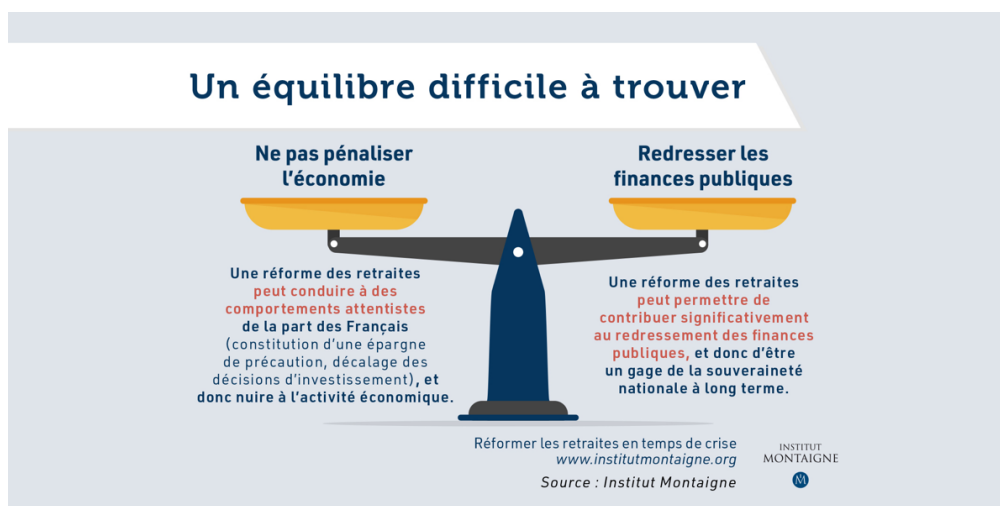 Un équilibre difficile à trouver
Ne pas pénaliser
l'économie
Une réforme des retraites
peut conduire à des
comportements attentistes
de la part des Français
(constitution d'une épargne
de précaution, décalage des
décisions d'investissement), et
donc nuire à l'activité économique.
Redresser les
finances publiques
Une réforme des retraites
peut permettre de
contribuer significativement
au redressement des finances
publiques, et donc d'être
un gage de la souveraineté
nationale à long terme.
Réformer les retraites en temps de crise
www.institutmontaigne.org
Source : Institut Montaigne
INSTITUT
MONTAIGNE
M